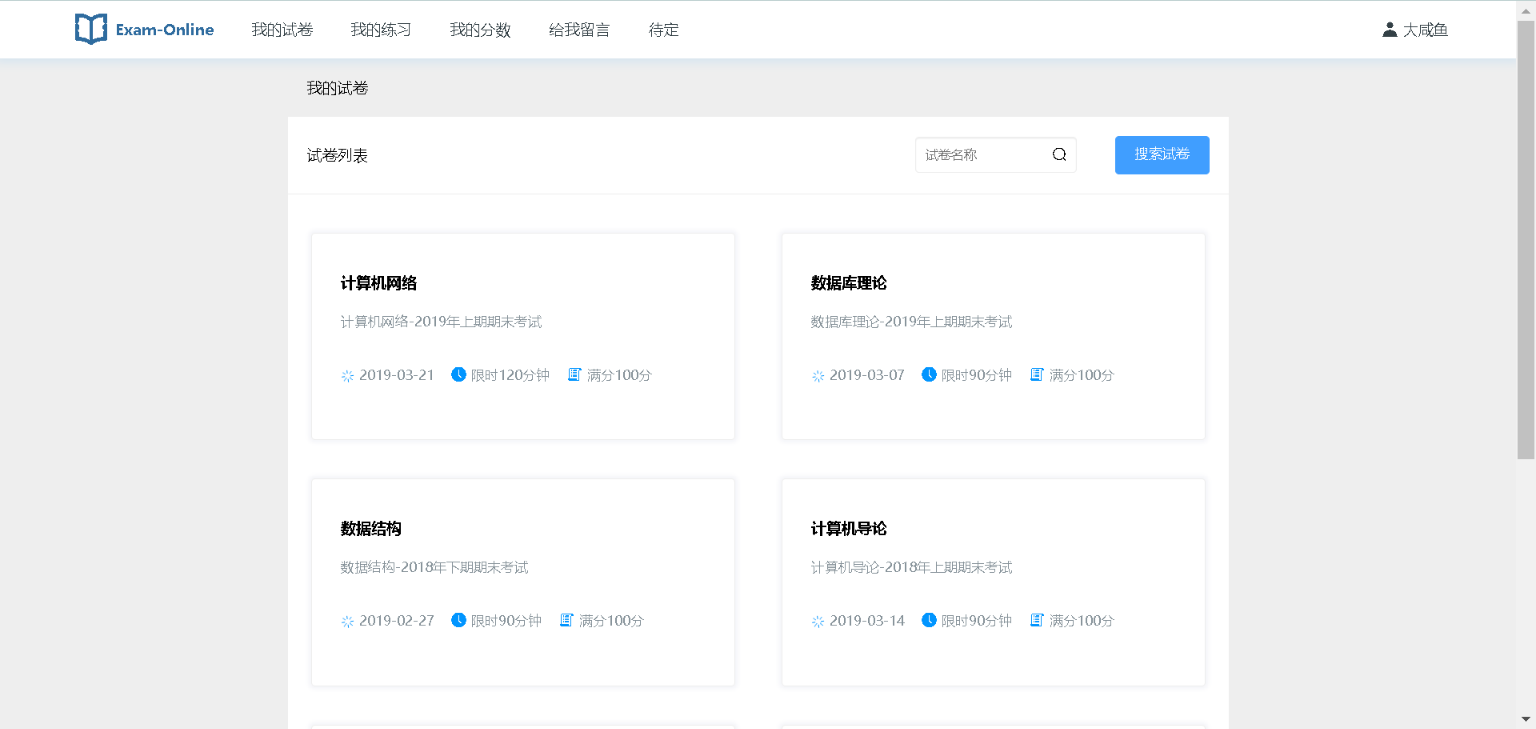 Exam-Online 我的试卷 我的练习 我的分数 给我留言 待定 大咸鱼
我的试卷
试卷列表 试卷名称 搜索试卷
计算机网络
计算机网络-2019年上期期末考试
2019-03-21 限时120分钟 满分100分
数据库理论
数据库理论-2019年上期期末考试
2019-03-07 限时90分钟 满分100分
数据结构
数据结构-2018年下期期末考试
2019-02-27 限时90分钟 满分100分
计算机导论
计算机导论-2018年上期期末考试
2019-03-14 限时90分钟 满分100分